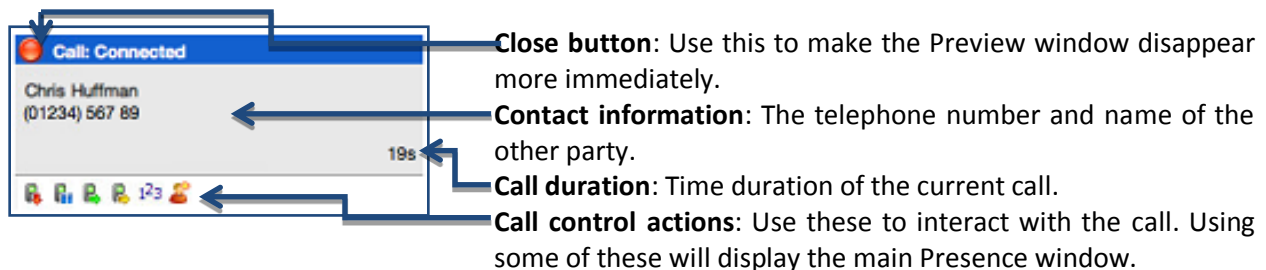 Call: Connected
Chris Huffman
(01234) 567 89
19s
123
Close button: Use this to make the Preview window disappear
more immediately.
Contact information: The telephone number and name of the
other party.
Call duration: Time duration of the current call.
Call control actions: Use these to interact with the call. Using
some of these will display the main Presence window.